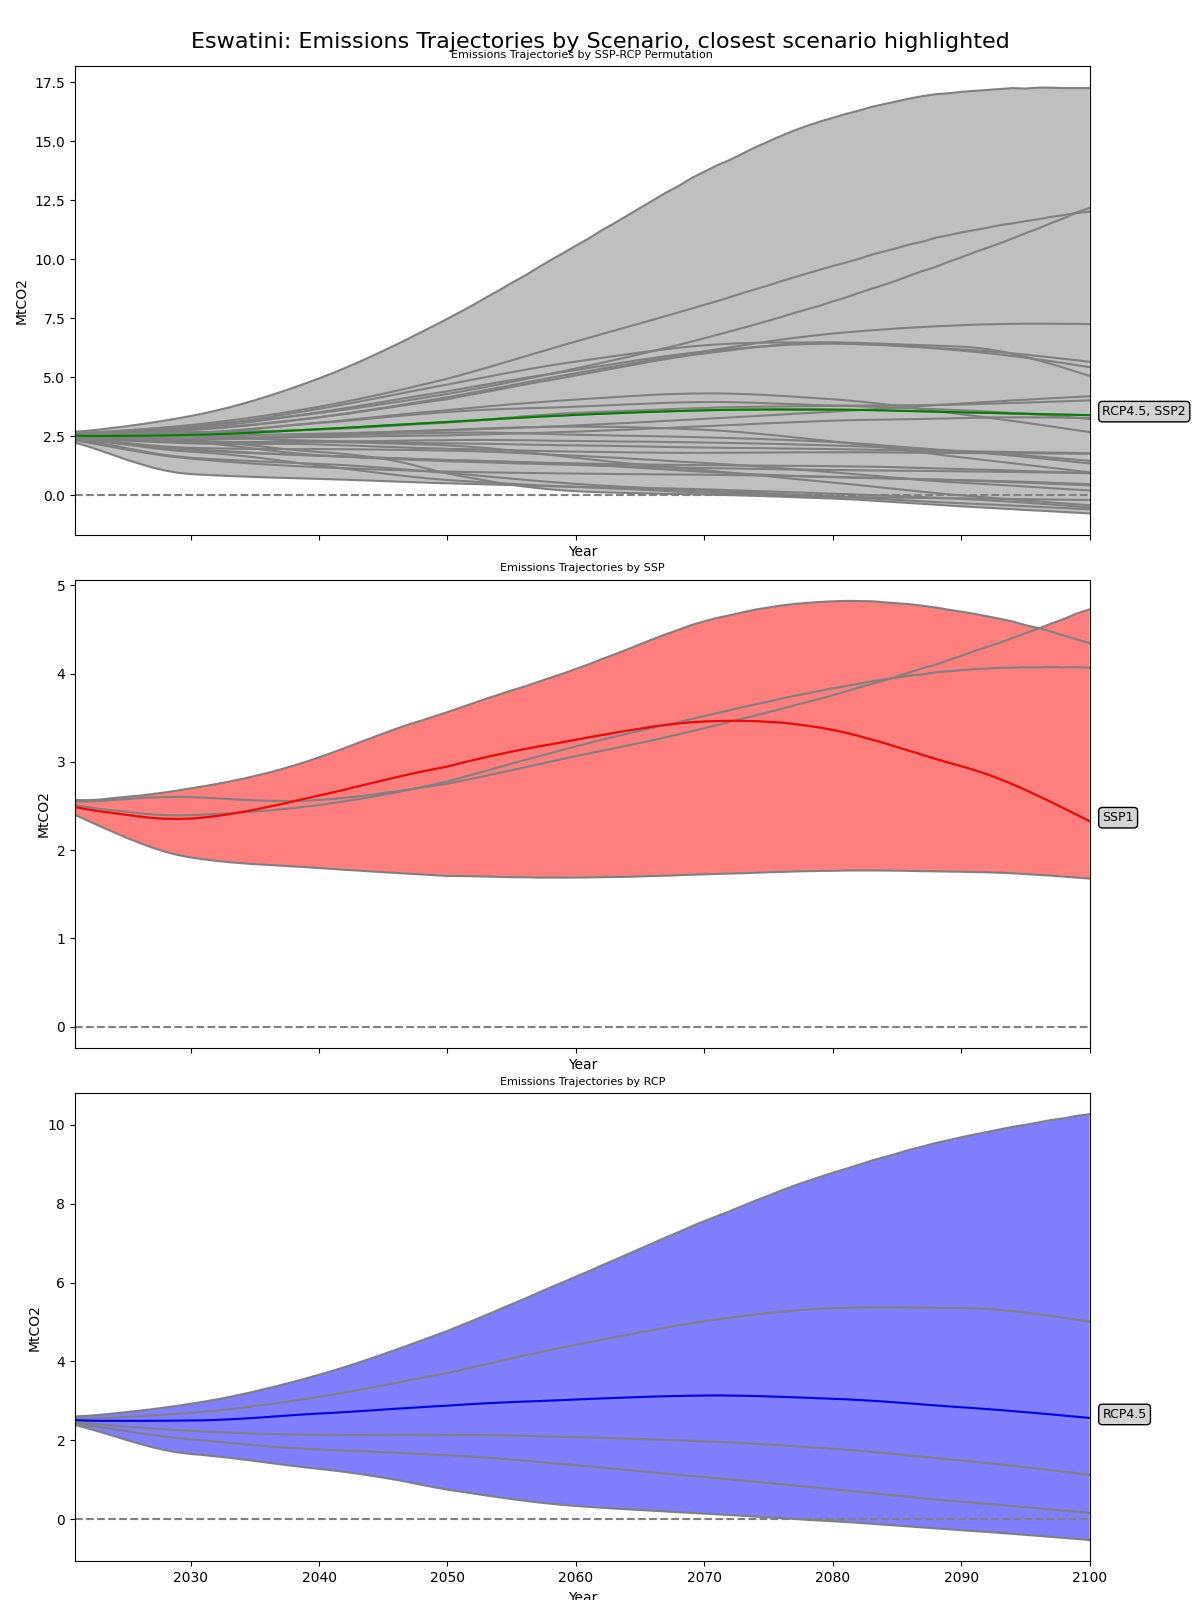 Eswatini: Emissions Trajectories by Scenario, closest scenario highlighted
Emissions Trajectories by SSP-RCP Permutation
17.5
15.0
12.5
10.0
7.5
5.0
2.5
0.0
MtCO2
RCP4.5, SSP2
Year
Emissions Trajectories by SSP
5
4
3
2
1
0
MtCO2
SSP1
Year
Emissions Trajectories by RCP
10
8
6
4
2
0
MtCO2
RCP4.5
2030 2040 2050 2060 2070 2080 2090 2100
Year